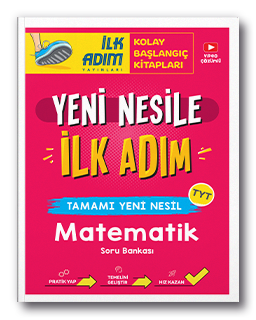 İLK
ADIM
YAYINLARI
KOLAY
BAŞLANGIÇ
KİTAPLARI
VİDEO
ÇÖZÜMLÜ
YENİ NESİLE
İLK ADIM
TYT
TAMAMI YENİ NESİL
Matematik
Soru Bankası
PRATİK YAP
TEMELİNİ
GELİŞTİR
HIZ KAZAN